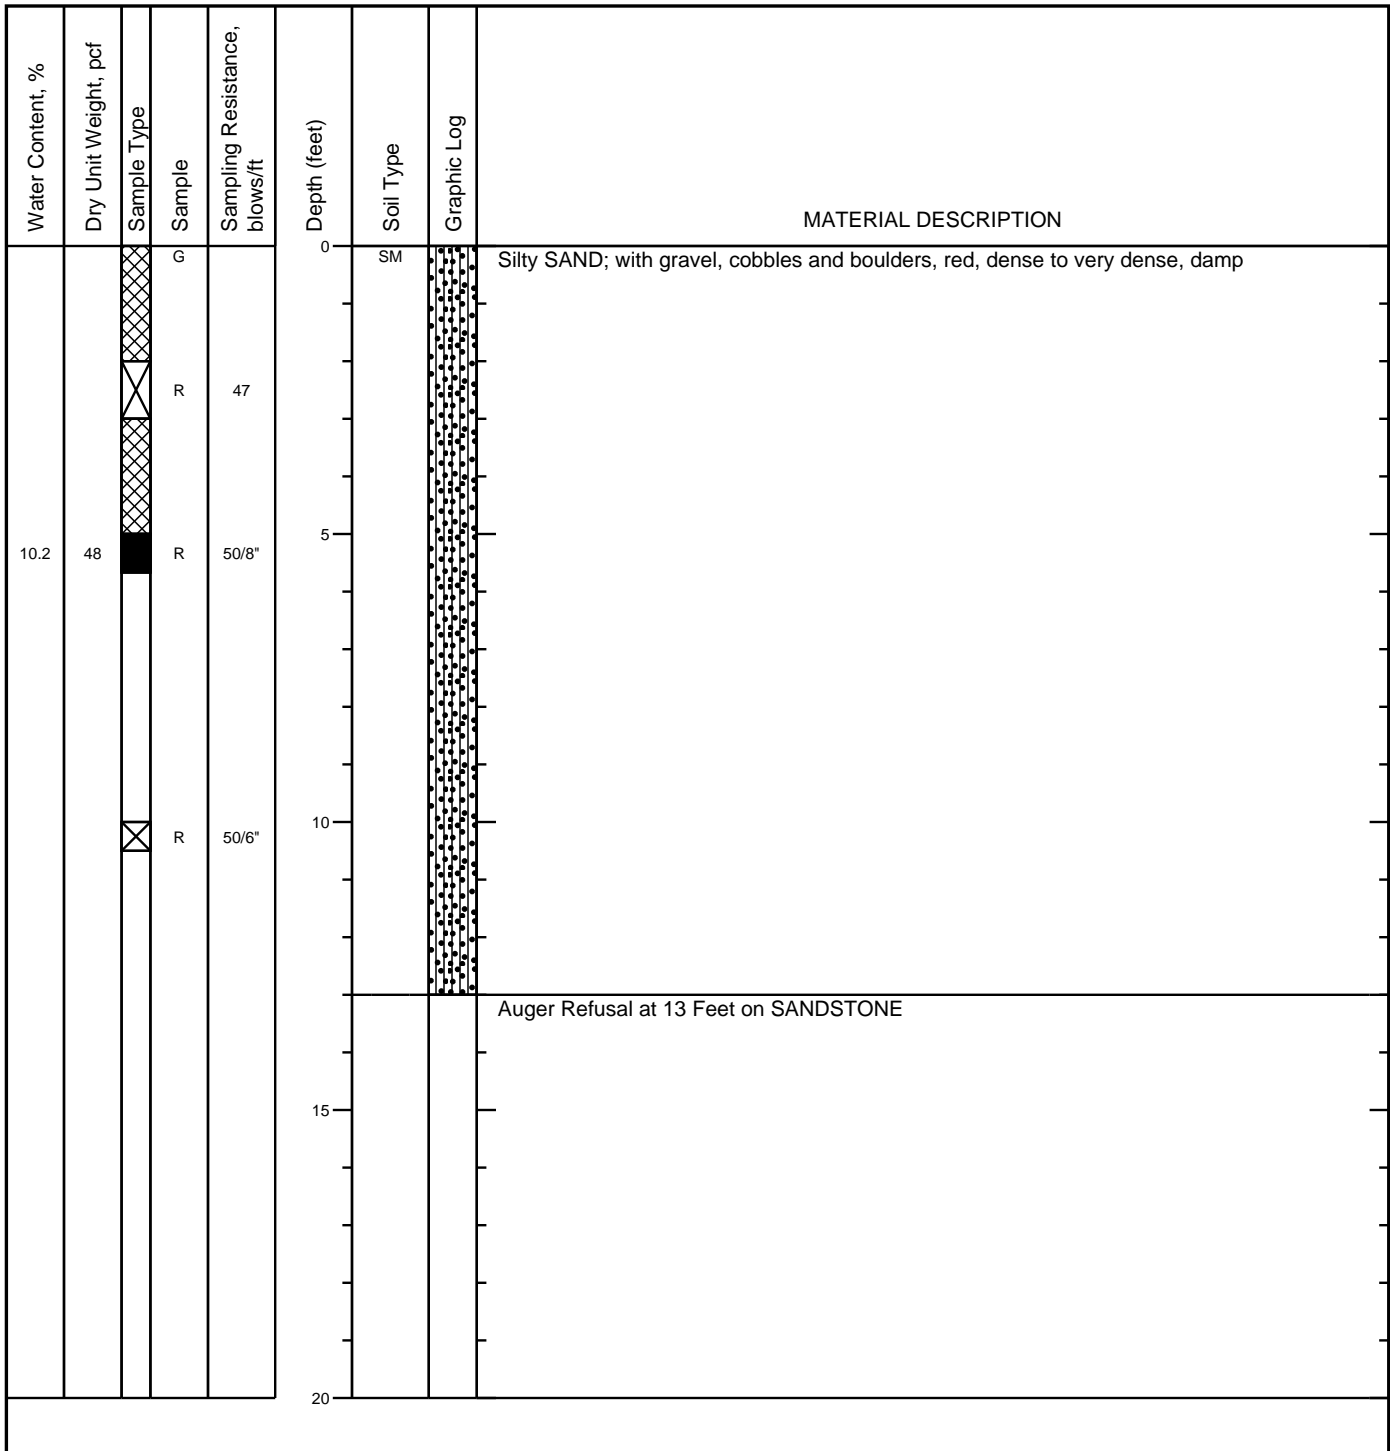 Water Content, %
Dry Unit Weight, pcf
Sample Type
Sample
Sampling Resistance,
blows/ft
Depth (feet)
Soil Type
Graphic Log
MATERIAL DESCRIPTION
0
G
SM
Silty SAND; with gravel, cobbles and boulders, red, dense to very dense, damp
R
47
5
10.2
48
R
50/8"
10
R
50/6"
Auger Refusal at 13 Feet on SANDSTONE
15
20